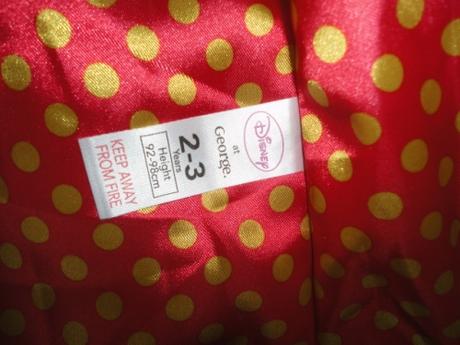 Disney
at
George.
2-3
Years
Height
92-98cm
KEEP AWAY
FROM FIRE